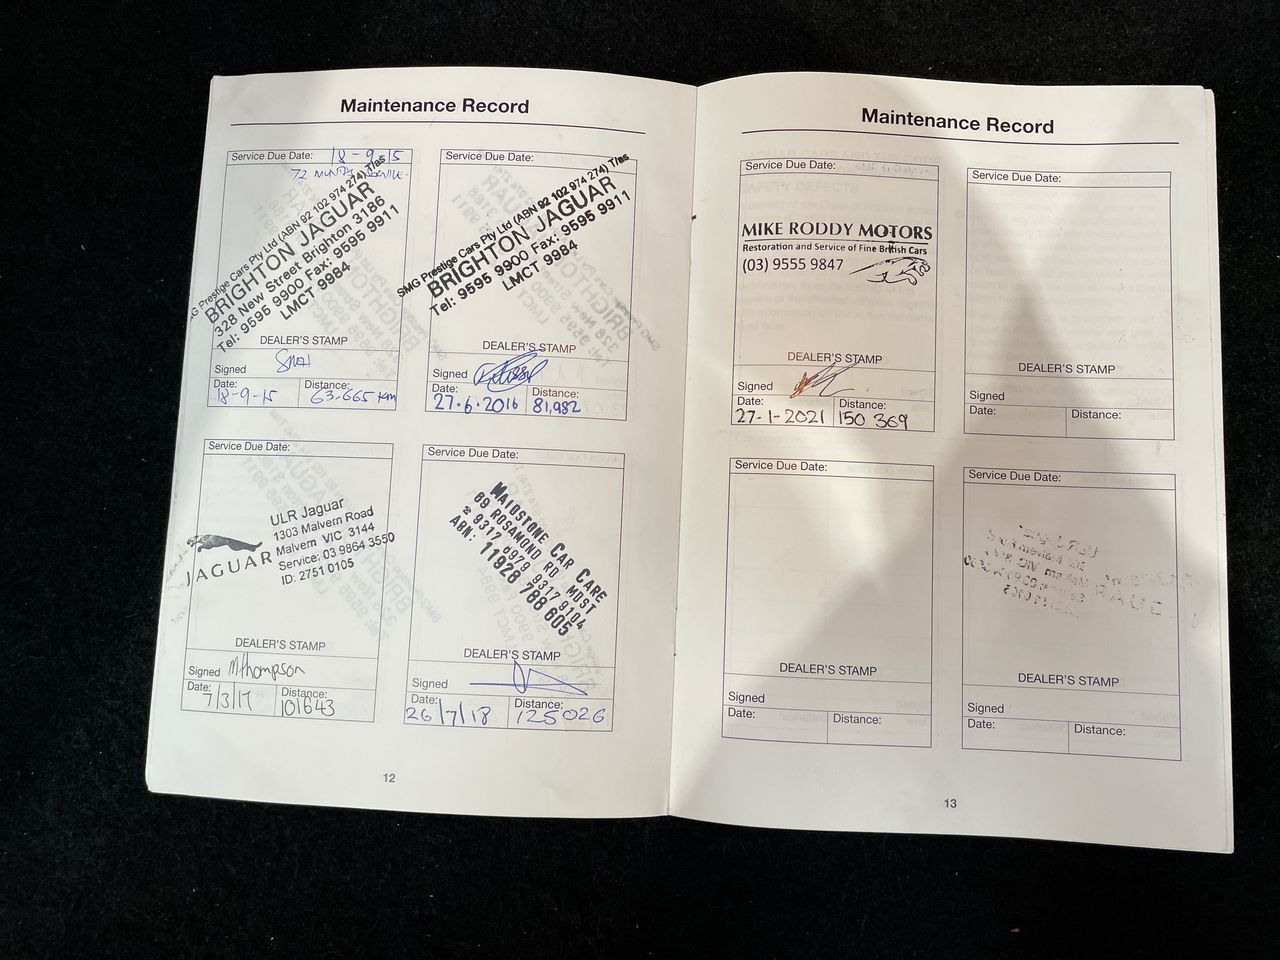 Maintenance Record
Service Due Date: 18-9-15
72 MONTH SERVICE.
SMG Prestige Cars Pty Ltd (ABN 92 102 974 274) T/as
BRIGHTON JAGUAR
328 New Street Brighton 3186
Tel: 9595 9900 Fax: 9595 9911
LMCT 9984
DEALER'S STAMP
Signed
Date: 18-9-15 Distance: 63-665 km
Service Due Date:
SMG Prestige Cars Pty Ltd (ABN 92 102 974 274) T/as
BRIGHTON JAGUAR
Tel: 9595 9900 Fax: 9595 9911
LMCT 9984
DEALER'S STAMP
Signed
Date: 27.6.2016 Distance: 81,982
Service Due Date:
JAGUAR
ULR Jaguar
1303 Malvern Road
Malvern VIC 3144
Service: 03 9864 3550
ID: 2751 0105
DEALER'S STAMP
Signed MThompson
Date: 7/3/17 Distance: 101643
Service Due Date:
MAIDSTONE CAR CARE
69 ROSAMOND RD MDST
9317 8979 9317 9104
ABN: 11928 788 605
DEALER'S STAMP
Signed
Date: 26/7/18 Distance: 125026
12
Maintenance Record
Service Due Date:
MIKE RODDY MOTORS
Restoration and Service of Fine British Cars
(03) 9555 9847
DEALER'S STAMP
Signed
Date: 27-1-2021 Distance: 150 369
Service Due Date:
DEALER'S STAMP
Signed
Date: Distance:
Service Due Date:
DEALER'S STAMP
Signed
Date: Distance:
Service Due Date:
DEALER'S STAMP
Signed
Date: Distance:
13